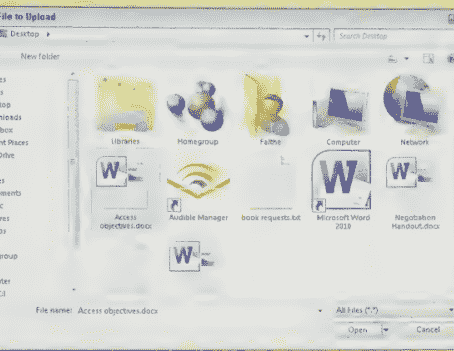 File to Upload
Desktop
Search Desktop
New folder
Libraries
Homegroup
Faithe
Computer
Network
Access objectives.docx
Audible Manager
book requests.txt
Microsoft Word 2010
Negotiation Handout.docx
File name: Access objectives.docx
All Files (*.*)
Open
Cancel